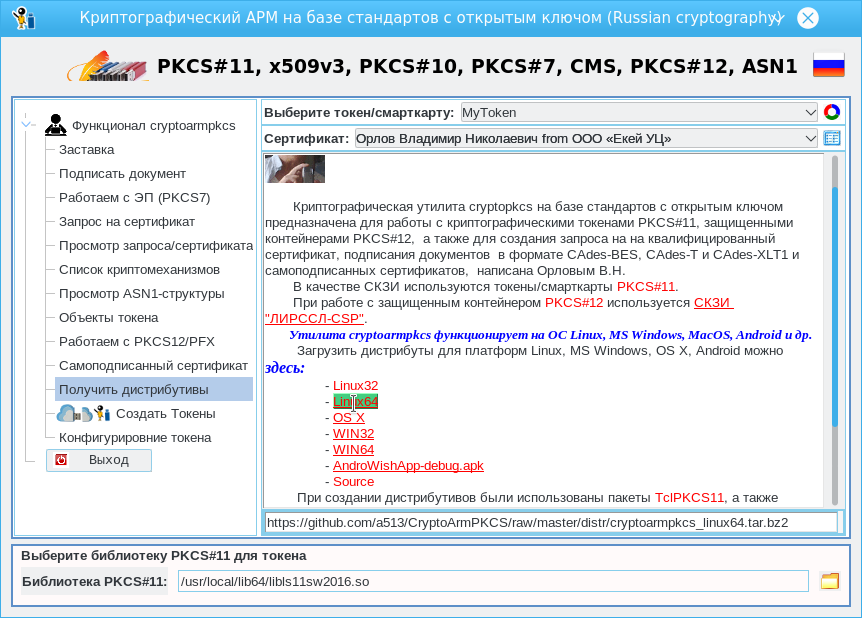 Криптографический АРМ на базе стандартов с открытым ключом (Russian cryptography)
PKCS#11, x509v3, PKCS#10, PKCS#7, CMS, PKCS#12, ASN1
Функционал cryptoarmpkcs
Заставка
Подписать документ
Работаем с ЭП (PKCS7)
Запрос на сертификат
Просмотр запроса/сертификата
Список криптомеханизмов
Просмотр ASN1-структуры
Объекты токена
Работаем с PKCS12/PFX
Самоподписанный сертификат
Получить дистрибутивы
Создать Токены
Конфигурировние токена
Выход
Выберите токен/смарткарту: MyToken
Сертификат: Орлов Владимир Николаевич from ООО «Екей УЦ»
Криптографическая утилита cryptopkcs на базе стандартов с открытым ключом
предназначена для работы с криптографическими токенами PKCS#11, защищенными
контейнерами PKCS#12, а также для создания запроса на на квалифицированный
сертификат, подписания документов в формате CAdes-BES, CAdes-T и CAdes-XLT1 и
самоподписанных сертификатов, написана Орловым В.Н.
В качестве СКЗИ используются токены/смарткарты PKCS#11.
При работе с защищенным контейнером PKCS#12 используется СКЗИ
"ЛИРССЛ-CSP".
Утилита cryptoarmpkcs функционирует на ОС Linux, MS Windows, MacOS, Android и др.
Загрузить дистрибуты для платформ Linux, MS Windows, OS X, Android можно
здесь:
- Linux32
- Linux64
- OS X
- WIN32
- WIN64
- AndroWishApp-debug.apk
- Source
При создании дистрибутивов были использованы пакеты TclPKCS11, а также
https://github.com/a513/CryptoArmPKCS/raw/master/distr/cryptoarmpkcs_linux64.tar.bz2
Выберите библиотеку PKCS#11 для токена
Библиотека PKCS#11: /usr/local/lib64/libls11sw2016.so